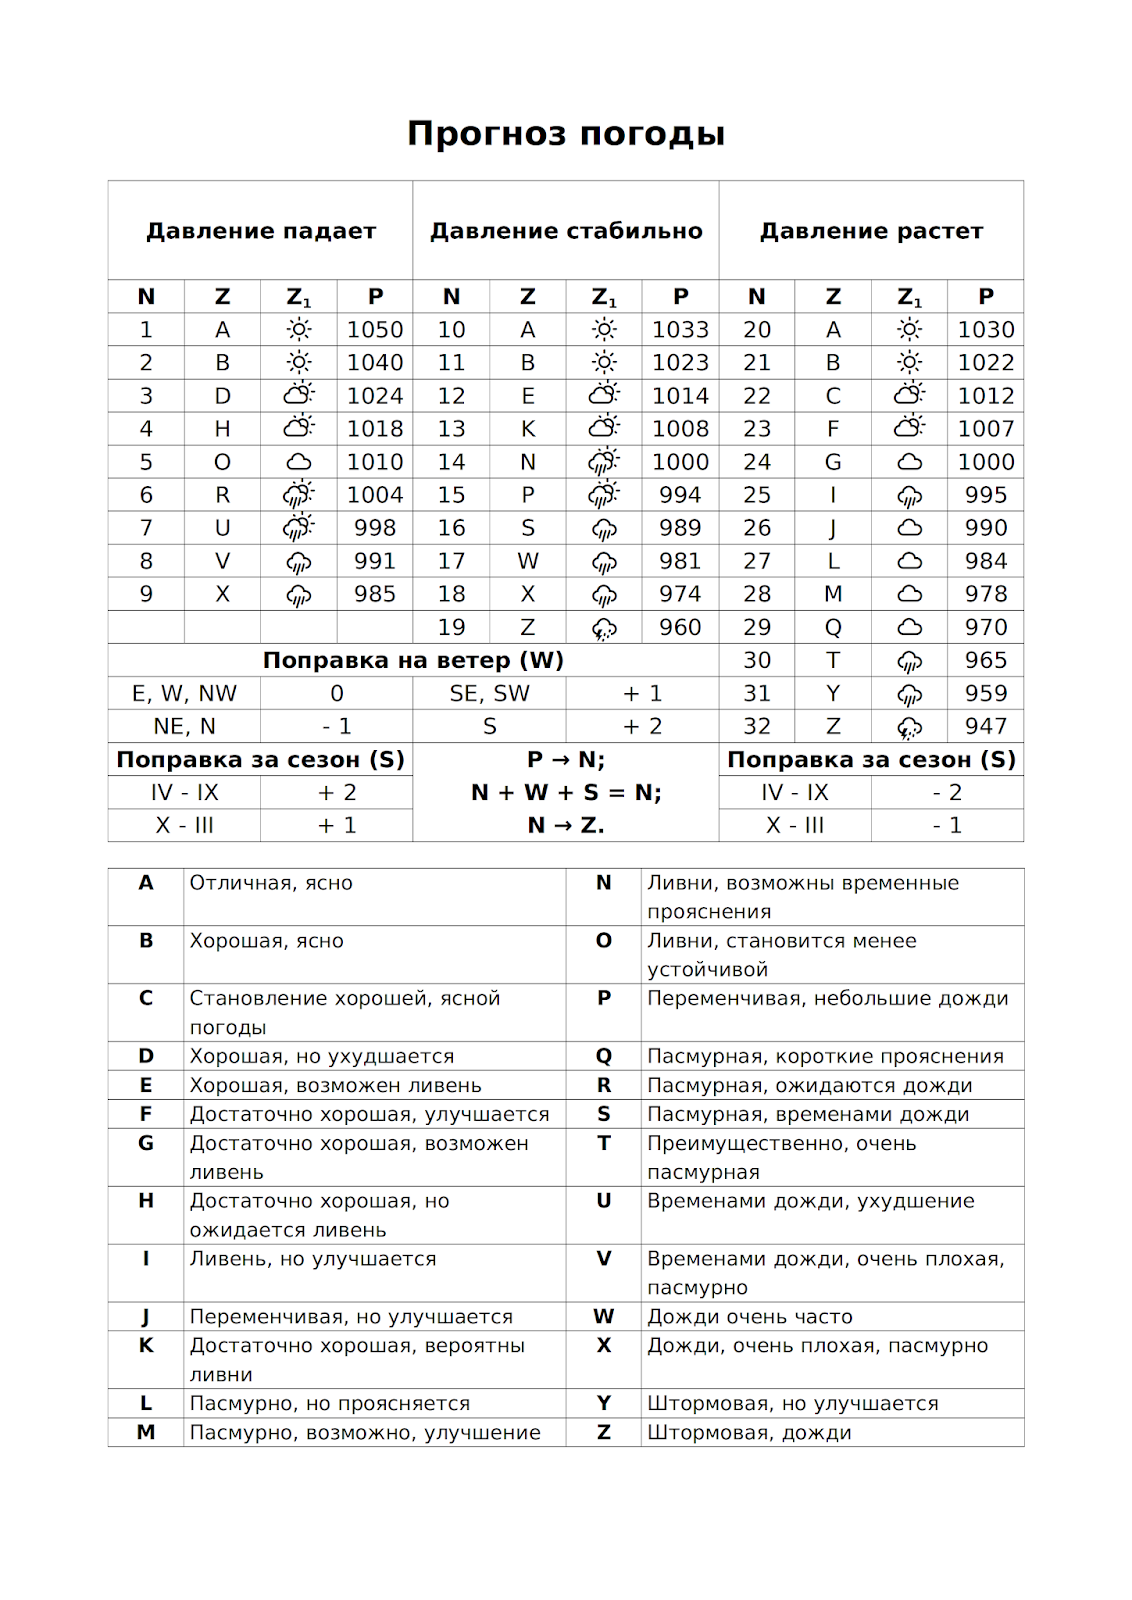 Прогноз погоды
Давление падает Давление стабильно Давление растет
N Z Z₁ P N Z Z₁ P N Z Z₁ P
1 A 1050 10 A 1033 20 A 1030
2 B 1040 11 B 1023 21 B 1022
3 D 1024 12 E 1014 22 C 1012
4 H 1018 13 K 1008 23 F 1007
5 O 1010 14 N 1000 24 G 1000
6 R 1004 15 P 994 25 I 995
7 U 998 16 S 989 26 J 990
8 V 991 17 W 981 27 L 984
9 X 985 18 X 974 28 M 978
19 Z 960 29 Q 970
Поправка на ветер (W) 30 T 965
E, W, NW 0 SE, SW + 1 31 Y 959
NE, N - 1 S + 2 32 Z 947
Поправка за сезон (S) P → N; Поправка за сезон (S)
IV - IX + 2 N + W + S = N; IV - IX - 2
X - III + 1 N → Z. X - III - 1
A Отличная, ясно N Ливни, возможны временные
прояснения
B Хорошая, ясно O Ливни, становится менее
устойчивой
C Становление хорошей, ясной P Переменчивая, небольшие дожди
погоды
D Хорошая, но ухудшается Q Пасмурная, короткие прояснения
E Хорошая, возможен ливень R Пасмурная, ожидаются дожди
F Достаточно хорошая, улучшается S Пасмурная, временами дожди
G Достаточно хорошая, возможен T Преимущественно, очень
ливень пасмурная
H Достаточно хорошая, но U Временами дожди, ухудшение
ожидается ливень
I Ливень, но улучшается V Временами дожди, очень плохая,
пасмурно
J Переменчивая, но улучшается W Дожди очень часто
K Достаточно хорошая, вероятны X Дожди, очень плохая, пасмурно
ливни
L Пасмурно, но проясняется Y Штормовая, но улучшается
M Пасмурно, возможно, улучшение Z Штормовая, дожди